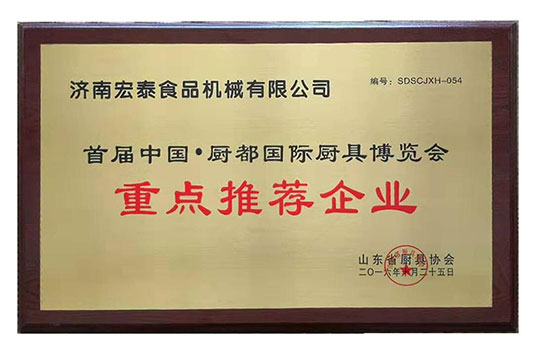 济南宏泰食品机械有限公司
编号：SDSCJXH-054
首届中国·厨都国际厨具博览会
重点推荐企业
山东省厨具协会
二〇一六年 月二十五日